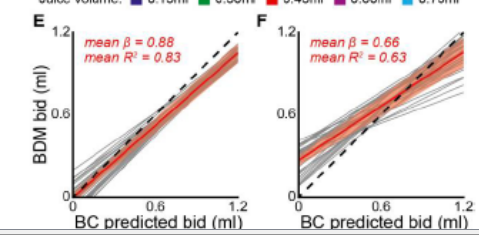 Juice volume:
E
F
1.2
mean β = 0.88
mean R² = 0.83
1.2
mean β = 0.66
mean R² = 0.63
BDM bid (ml)
0.6
0.6
0
0
0
0.6
1.2
0
0.6
1.2
BC predicted bid (ml)
BC predicted bid (ml)